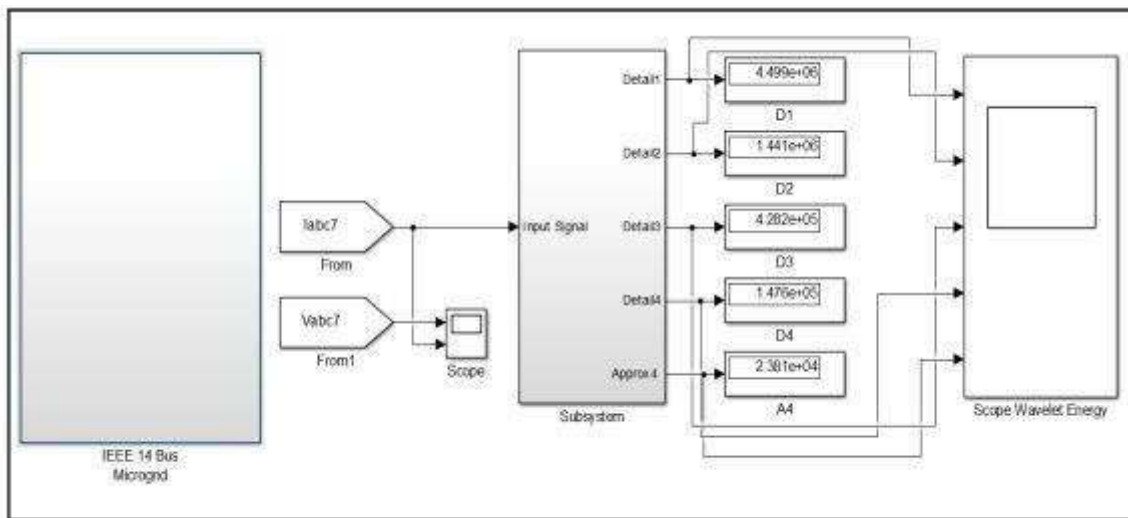 IEEE 14 Bus
Microgrid
Iabc7
From
Vabc7
From1
Scope
Input Signal
Detail1
Detail2
Detail3
Detail4
Approx.4
Subsystem
4.499e+06
D1
1.441e+06
D2
4.282e+05
D3
1.476e+05
D4
2.381e+04
A4
Scope Wavelet Energy